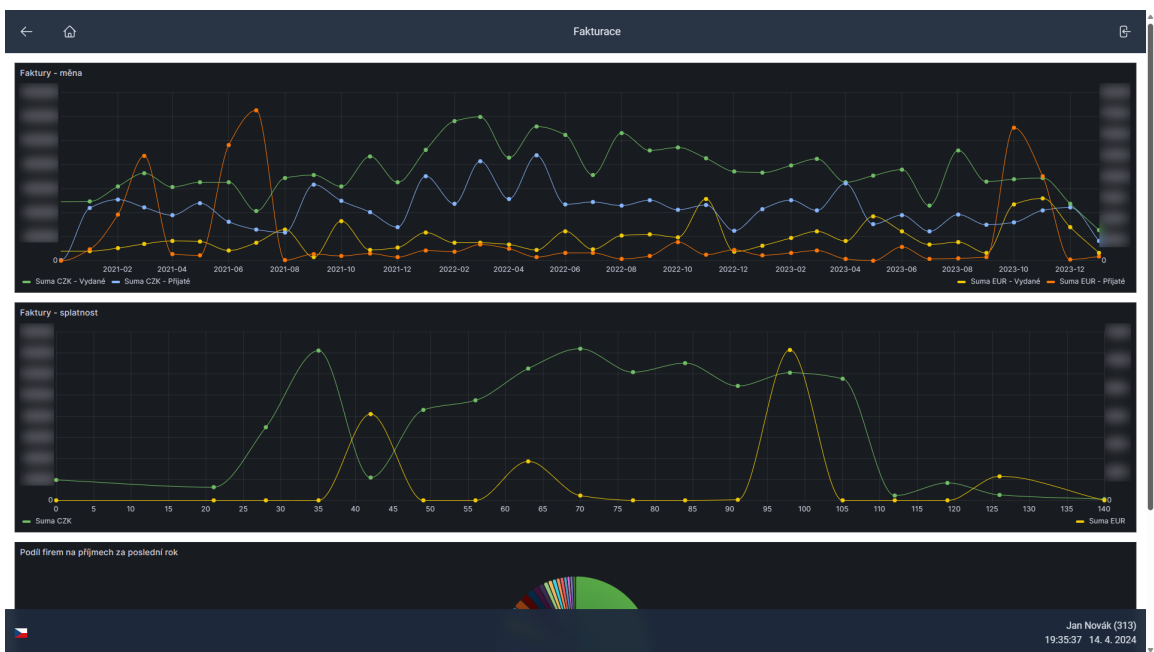 Fakturace
Faktury - měna
0 0
2021-02 2021-04 2021-06 2021-08 2021-10 2021-12 2022-02 2022-04 2022-06 2022-08 2022-10 2022-12 2023-02 2023-04 2023-06 2023-08 2023-10 2023-12
Suma CZK - Vydané Suma CZK - Přijaté Suma EUR - Vydané Suma EUR - Přijaté
Faktury - splatnost
0 0
0 5 10 15 20 25 30 35 40 45 50 55 60 65 70 75 80 85 90 95 100 105 110 115 120 125 130 135 140
Suma CZK Suma EUR
Podíl firem na příjmech za poslední rok
Jan Novák (313)
19:35:37 14. 4. 2024